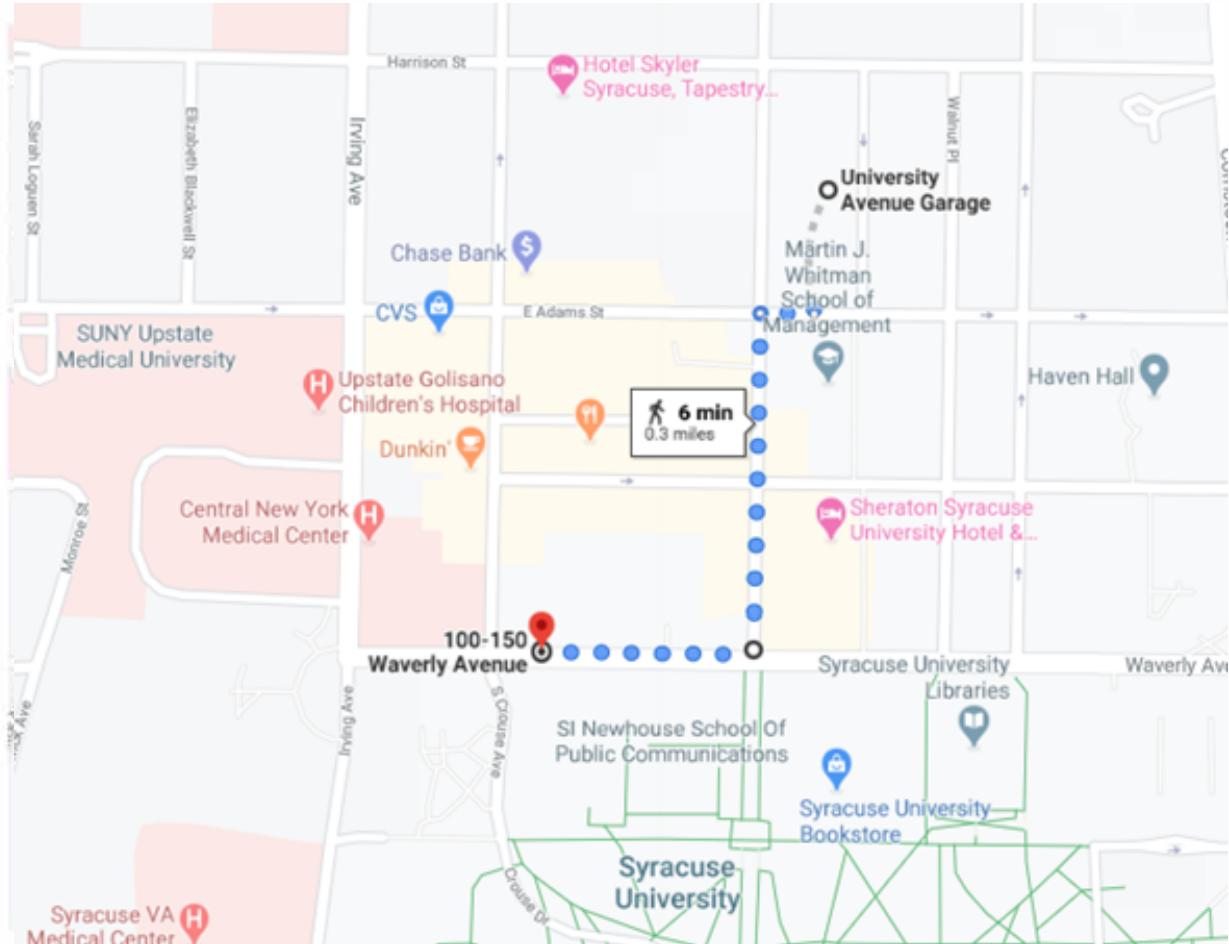 Harrison St
Hotel Skyler
Syracuse, Tapestry...
Sarah Loguen St
Elizabeth Blackwell St
Irving Ave
Walnut Pl
University
Avenue Garage
Chase Bank
$
Martin J.
Whitman
School of
Management
CVS
E Adams St
SUNY Upstate
Medical University
H
Upstate Golisano
Children's Hospital
Haven Hall
6 min
0.3 miles
Dunkin'
Central New York
Medical Center
H
Sheraton Syracuse
University Hotel &...
Monroe St
100-150
Waverly Avenue
Syracuse University
Libraries
Waverly Ave
Irving Ave
S Crouse Ave
SI Newhouse School Of
Public Communications
Syracuse University
Bookstore
Syracuse
University
Crouse Dr
Syracuse VA
Medical Center
H